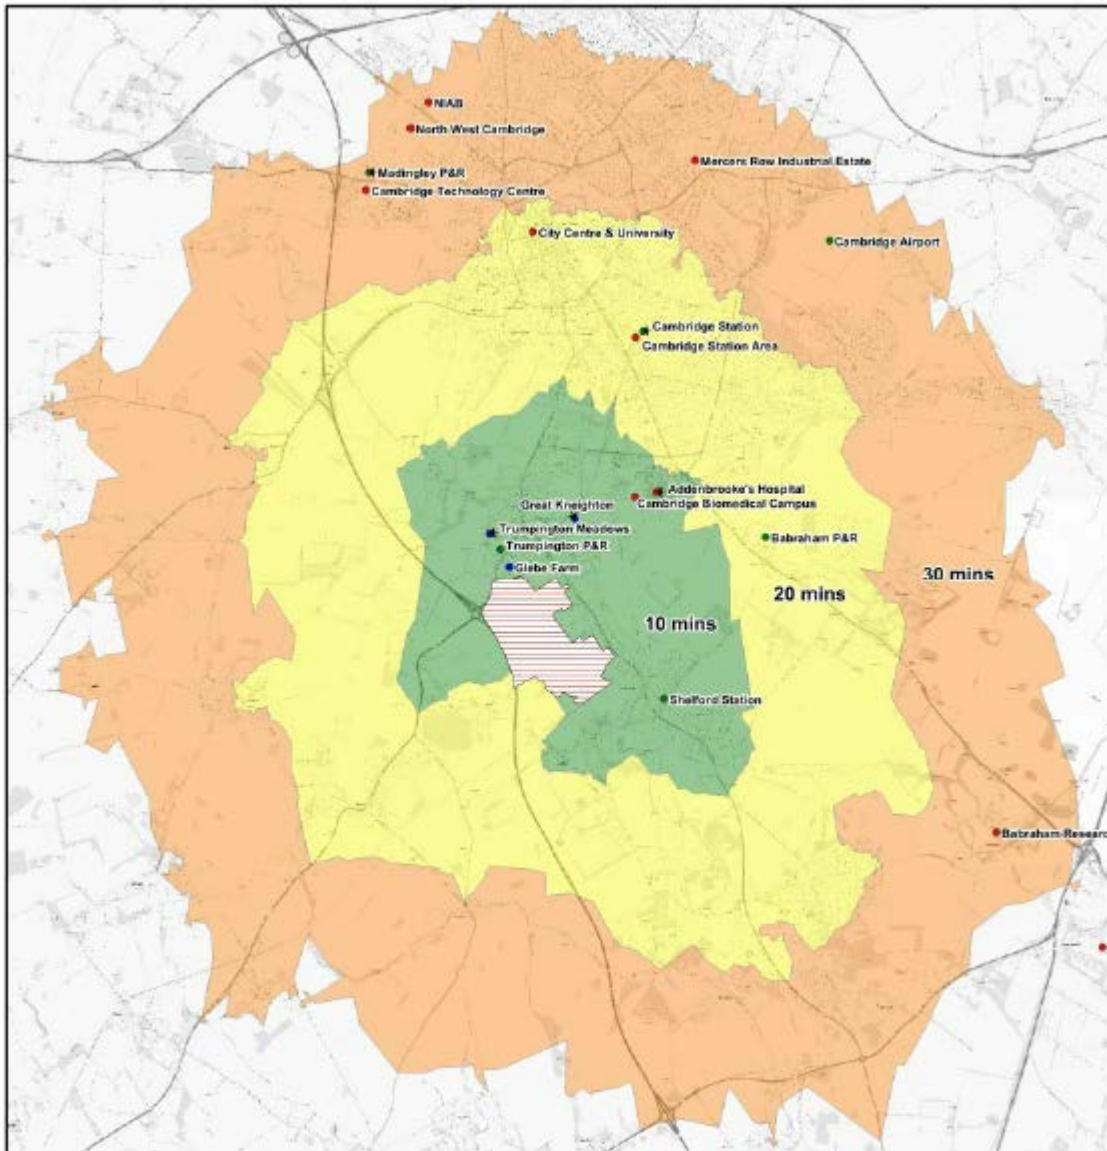 NIAB
North West Cambridge
Mercers Row Industrial Estate
Madingley P&R
Cambridge Technology Centre
City Centre & University
Cambridge Airport
Cambridge Station
Cambridge Station Area
Addenbrooke's Hospital
Cambridge Biomedical Campus
Great Kneighton
Trumpington Meadows
Babraham P&R
Trumpington P&R
Glebe Farm
30 mins
20 mins
10 mins
Shelford Station
Babraham Researc